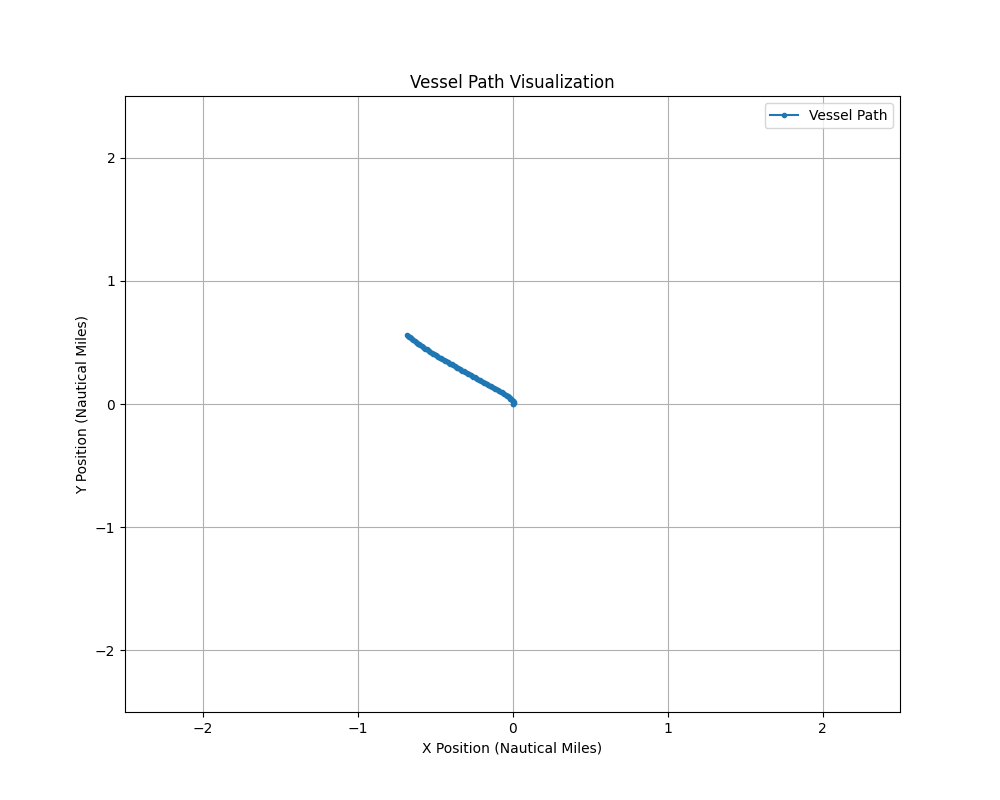 Vessel Path Visualization
Vessel Path
2
1
0
−1
−2
Y Position (Nautical Miles)
−2
−1
0
1
2
X Position (Nautical Miles)